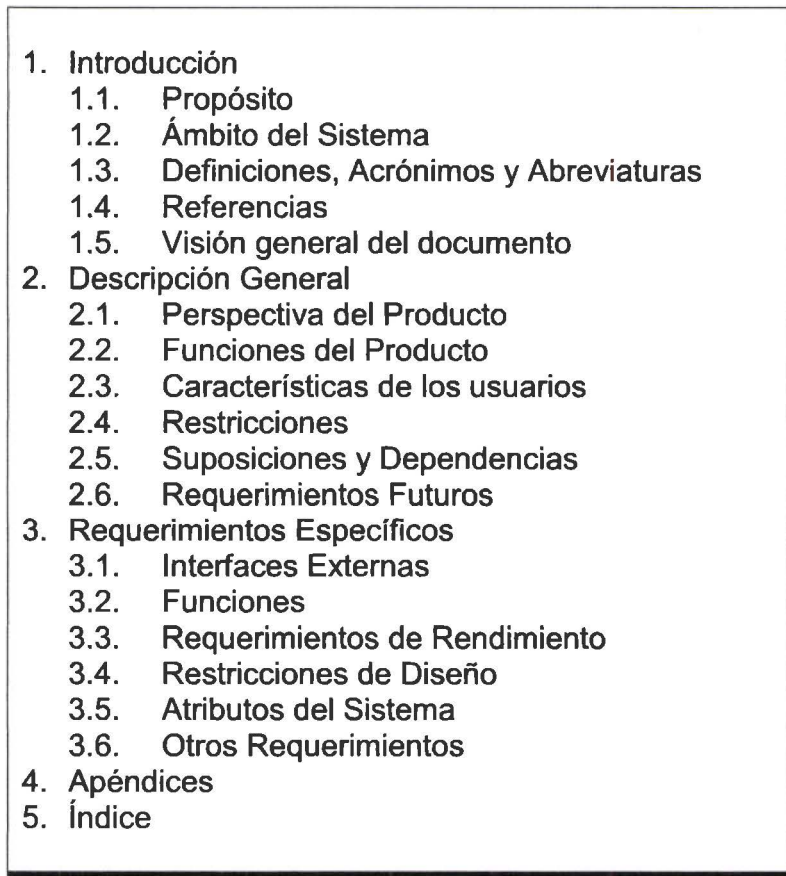 1. Introducción
1.1. Propósito
1.2. Ámbito del Sistema
1.3. Definiciones, Acrónimos y Abreviaturas
1.4. Referencias
1.5. Visión general del documento
2. Descripción General
2.1. Perspectiva del Producto
2.2. Funciones del Producto
2.3. Características de los usuarios
2.4. Restricciones
2.5. Suposiciones y Dependencias
2.6. Requerimientos Futuros
3. Requerimientos Específicos
3.1. Interfaces Externas
3.2. Funciones
3.3. Requerimientos de Rendimiento
3.4. Restricciones de Diseño
3.5. Atributos del Sistema
3.6. Otros Requerimientos
4. Apéndices
5. Índice